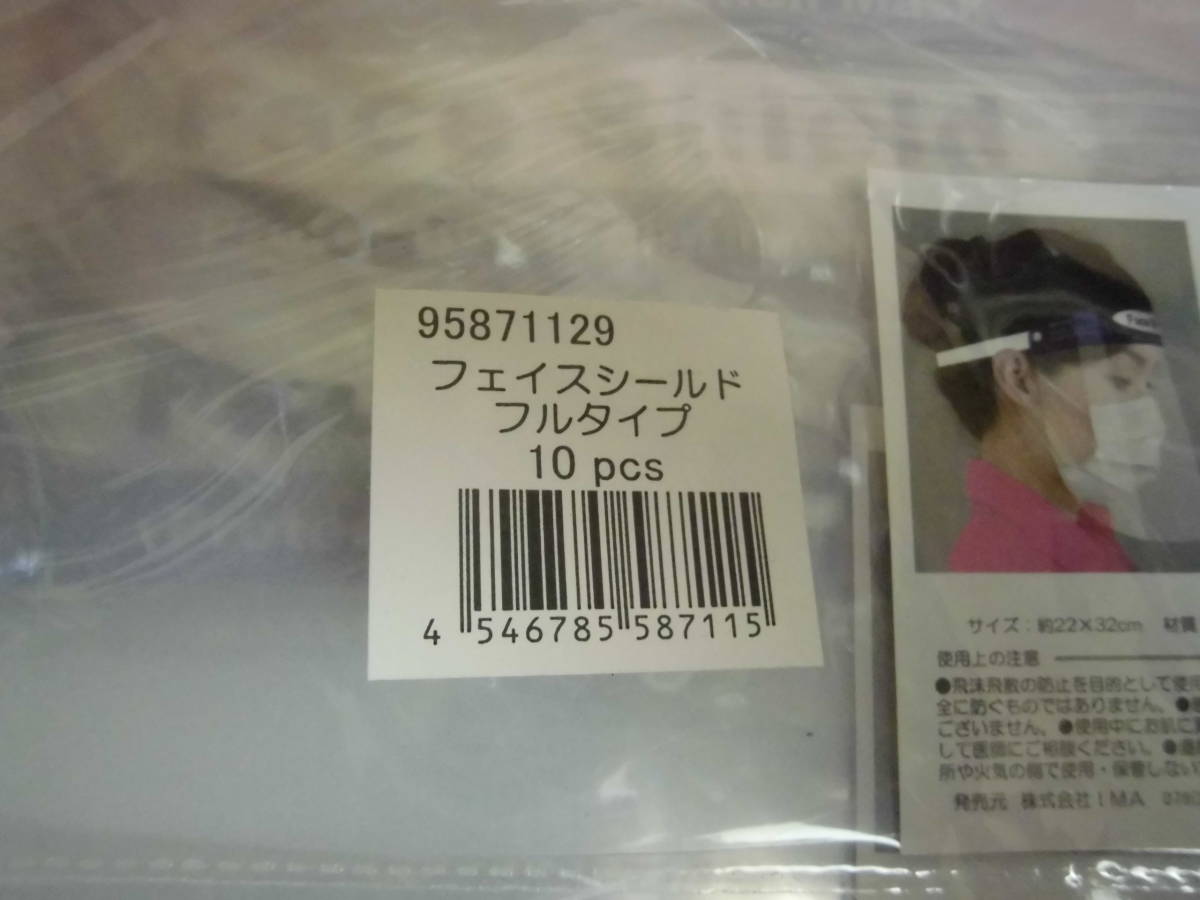 95871129
フェイスシールド
フルタイプ
10 pcs
4 546785 587115
サイズ:約22×32cm 材質
使用上の注意
●飛沫飛散の防止を目的として使用
全に防ぐものではありません。●
ございません。●使用中にお肌に
して医師にご相談ください。●
所や火気の側で使用・保管しない
発売元 株式会社IMA